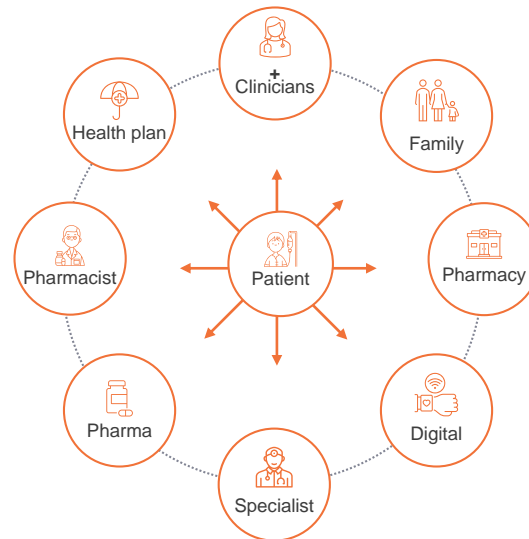 Clinicians
Health plan
Family
Pharmacist
Patient
Pharmacy
Pharma
Digital
Specialist